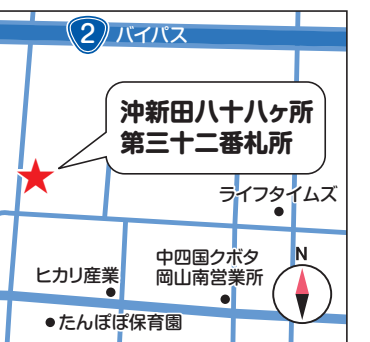 2 バイパス
沖新田八十八ヶ所
第三十二番札所
ライフタイムズ
中四国クボタ
岡山南営業所
N
ヒカリ産業
たんぽぽ保育園